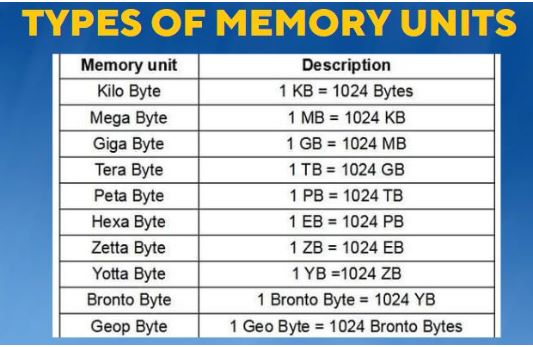 TYPES OF MEMORY UNITS
Memory unit Description
Kilo Byte 1 KB = 1024 Bytes
Mega Byte 1 MB = 1024 KB
Giga Byte 1 GB = 1024 MB
Tera Byte 1 TB = 1024 GB
Peta Byte 1 PB = 1024 TB
Hexa Byte 1 EB = 1024 PB
Zetta Byte 1 ZB = 1024 EB
Yotta Byte 1 YB =1024 ZB
Bronto Byte 1 Bronto Byte = 1024 YB
Geop Byte 1 Geo Byte = 1024 Bronto Bytes